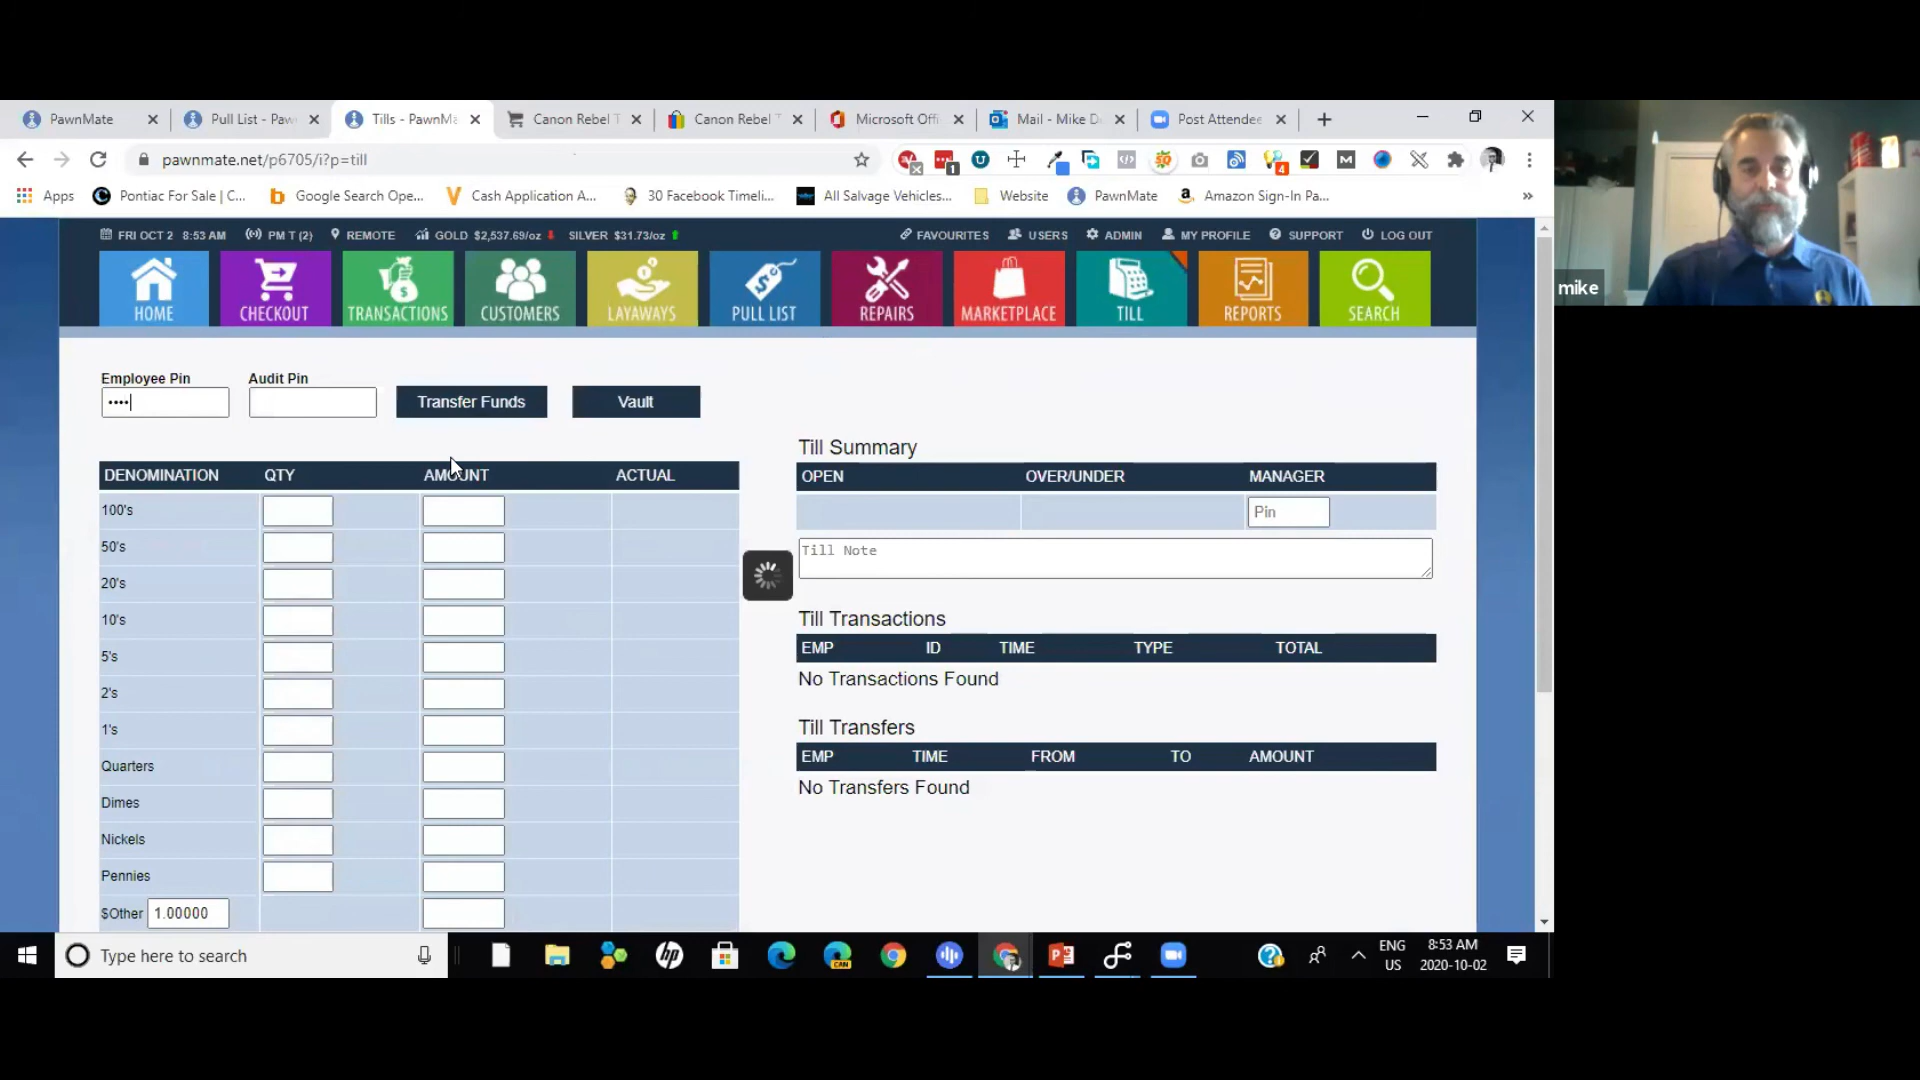 PawnMate
Pull List - Paw
Tills - PawnMa
Canon Rebel T
Canon Rebel T
Microsoft Offi
Mail - Mike D
Post Attendee
pawnmate.net/p6705/i?p=till
1
4
Apps
Pontiac For Sale | C...
Google Search Ope...
Cash Application A...
30 Facebook Timeli...
All Salvage Vehicles...
Website
PawnMate
Amazon Sign-In Pa...
»
FRI OCT 2 8:53 AM
PM T (2)
REMOTE
GOLD $2,537.69/oz
SILVER $31.73/oz
FAVOURITES
USERS
ADMIN
MY PROFILE
SUPPORT
LOG OUT
HOME
CHECKOUT
TRANSACTIONS
CUSTOMERS
LAYAWAYS
PULL LIST
REPAIRS
MARKETPLACE
TILL
REPORTS
SEARCH
mike
Employee Pin
Audit Pin
••••
Transfer Funds
Vault
Till Summary
DENOMINATION QTY AMOUNT ACTUAL
OPEN OVER/UNDER MANAGER
100's
Pin
50's
Till Note
20's
10's
Till Transactions
5's
EMP ID TIME TYPE TOTAL
No Transactions Found
2's
1's
Till Transfers
Quarters
EMP TIME FROM TO AMOUNT
No Transfers Found
Dimes
Nickels
Pennies
$Other 1.00000
Type here to search
hp
CAN
ENG
US
8:53 AM
2020-10-02